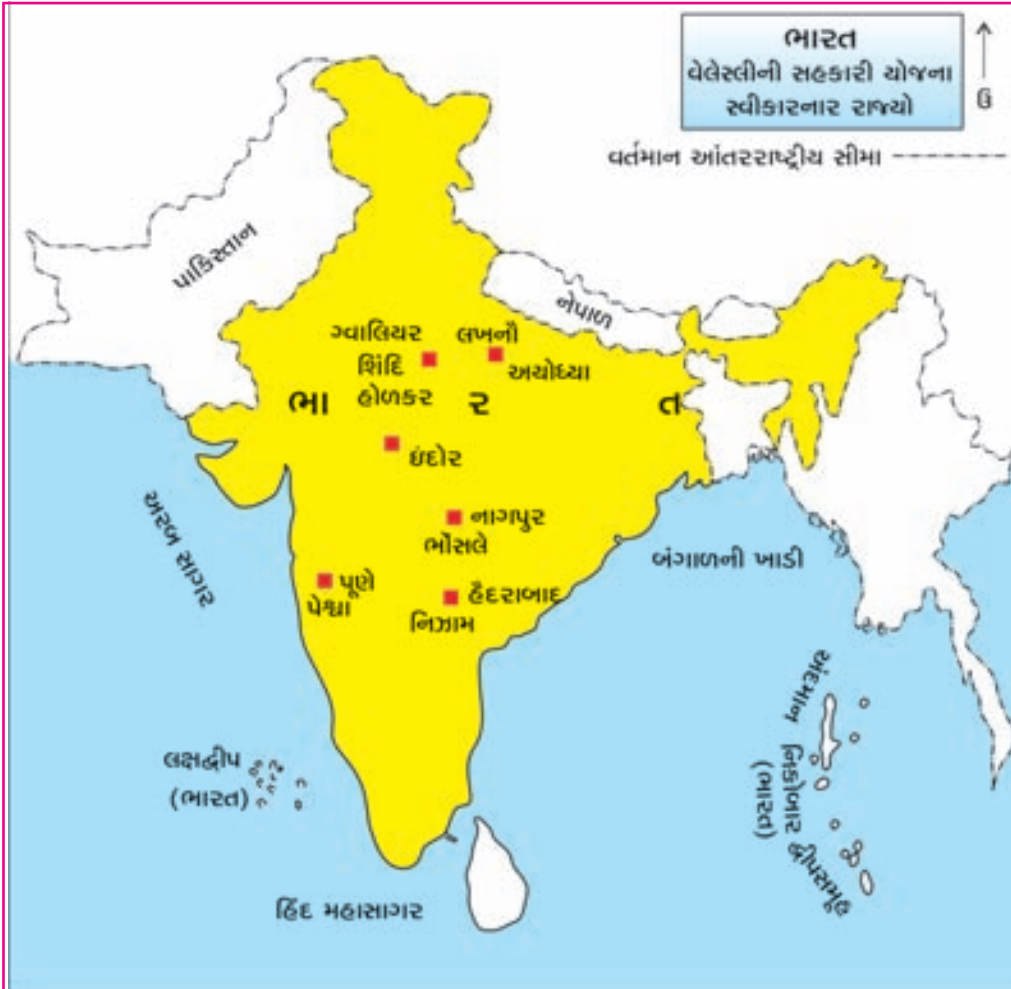 ભારત
વેલેસ્લીની સહકારી યોજના
સ્વીકારનાર રાજ્યો
ઉ
વર્તમાન આંતરરાષ્ટ્રીય સીમા
પાકિસ્તાન
નેપાળ
ગ્વાલિયર
શિંદિ
હોળકર
લખનૌ
અયોધ્યા
ભા ર ત
ઇંદોર
નાગપુર
ભોંસલે
અરબ સાગર
બંગાળની ખાડી
પૂણે
પેશ્વા
હૈદરાબાદ
નિઝામ
લક્ષદ્વીપ
(ભારત)
અંદમાન નિકોબાર દ્વીપસમૂહ
(ભારત)
હિંદ મહાસાગર